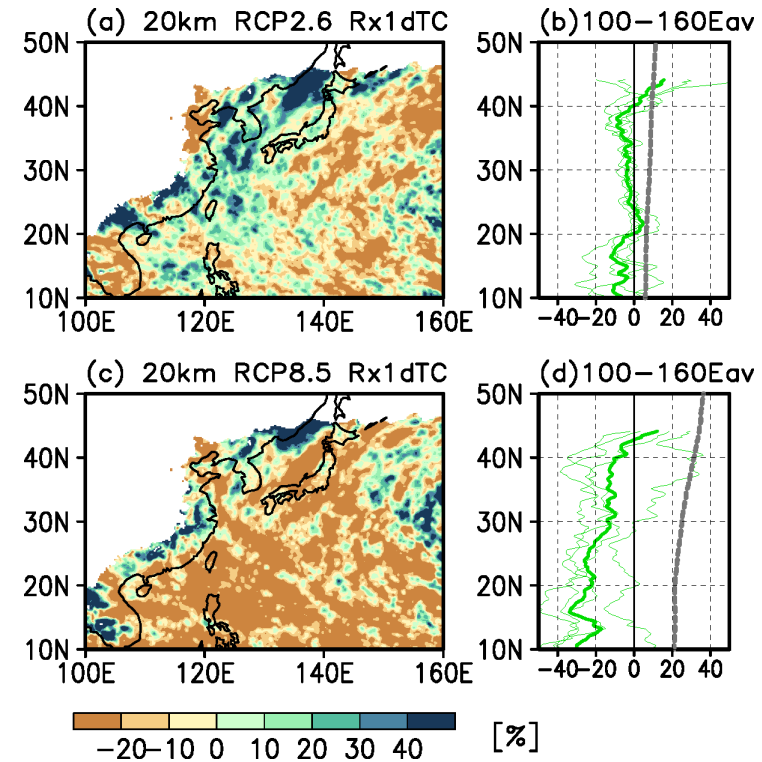 (a) 20km RCP2.6 Rx1dTC
(b)100-160Eav
50N
40N
30N
20N
10N
100E 120E 140E 160E
50N
40N
30N
20N
10N
-40-20 0 20 40
(c) 20km RCP8.5 Rx1dTC
(d)100-160Eav
50N
40N
30N
20N
10N
100E 120E 140E 160E
50N
40N
30N
20N
10N
-40-20 0 20 40
-20-10 0 10 20 30 40
[%]